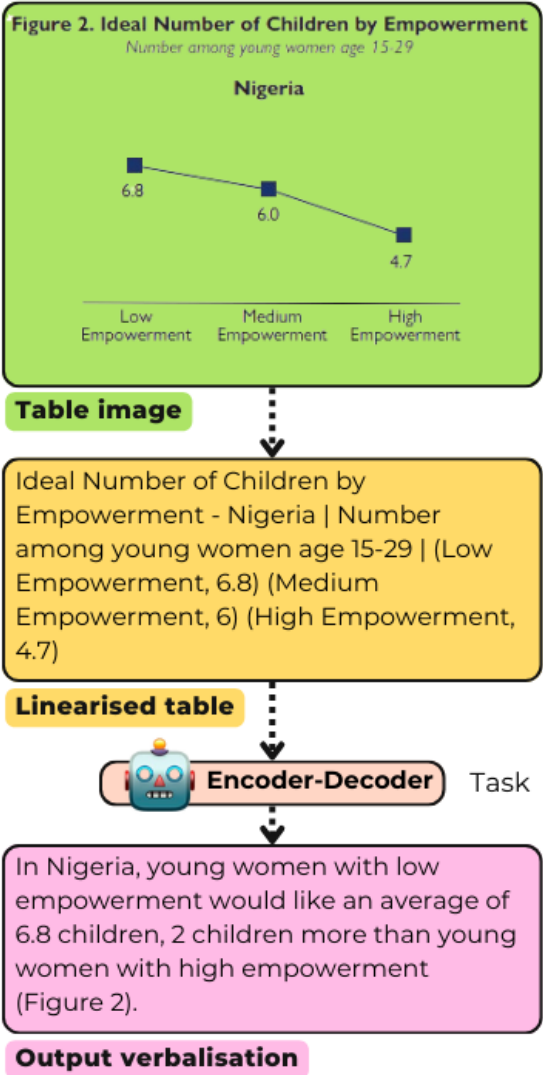 Figure 2. Ideal Number of Children by Empowerment
Number among young women age 15-29
Nigeria
6.8
6.0
4.7
Low Empowerment
Medium Empowerment
High Empowerment
Table image
Ideal Number of Children by
Empowerment - Nigeria | Number
among young women age 15-29 | (Low
Empowerment, 6.8) (Medium
Empowerment, 6) (High Empowerment,
4.7)
Linearised table
Encoder-Decoder
Task
In Nigeria, young women with low
empowerment would like an average of
6.8 children, 2 children more than young
women with high empowerment
(Figure 2).
Output verbalisation